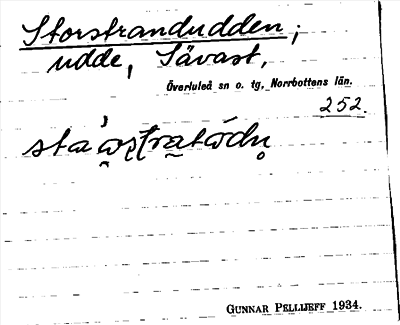 Storstrandudden,
udde, Sävast,
Överluleå sn o. tg, Norrbottens län.
252.
GUNNAR PELLIJEFF 1934.